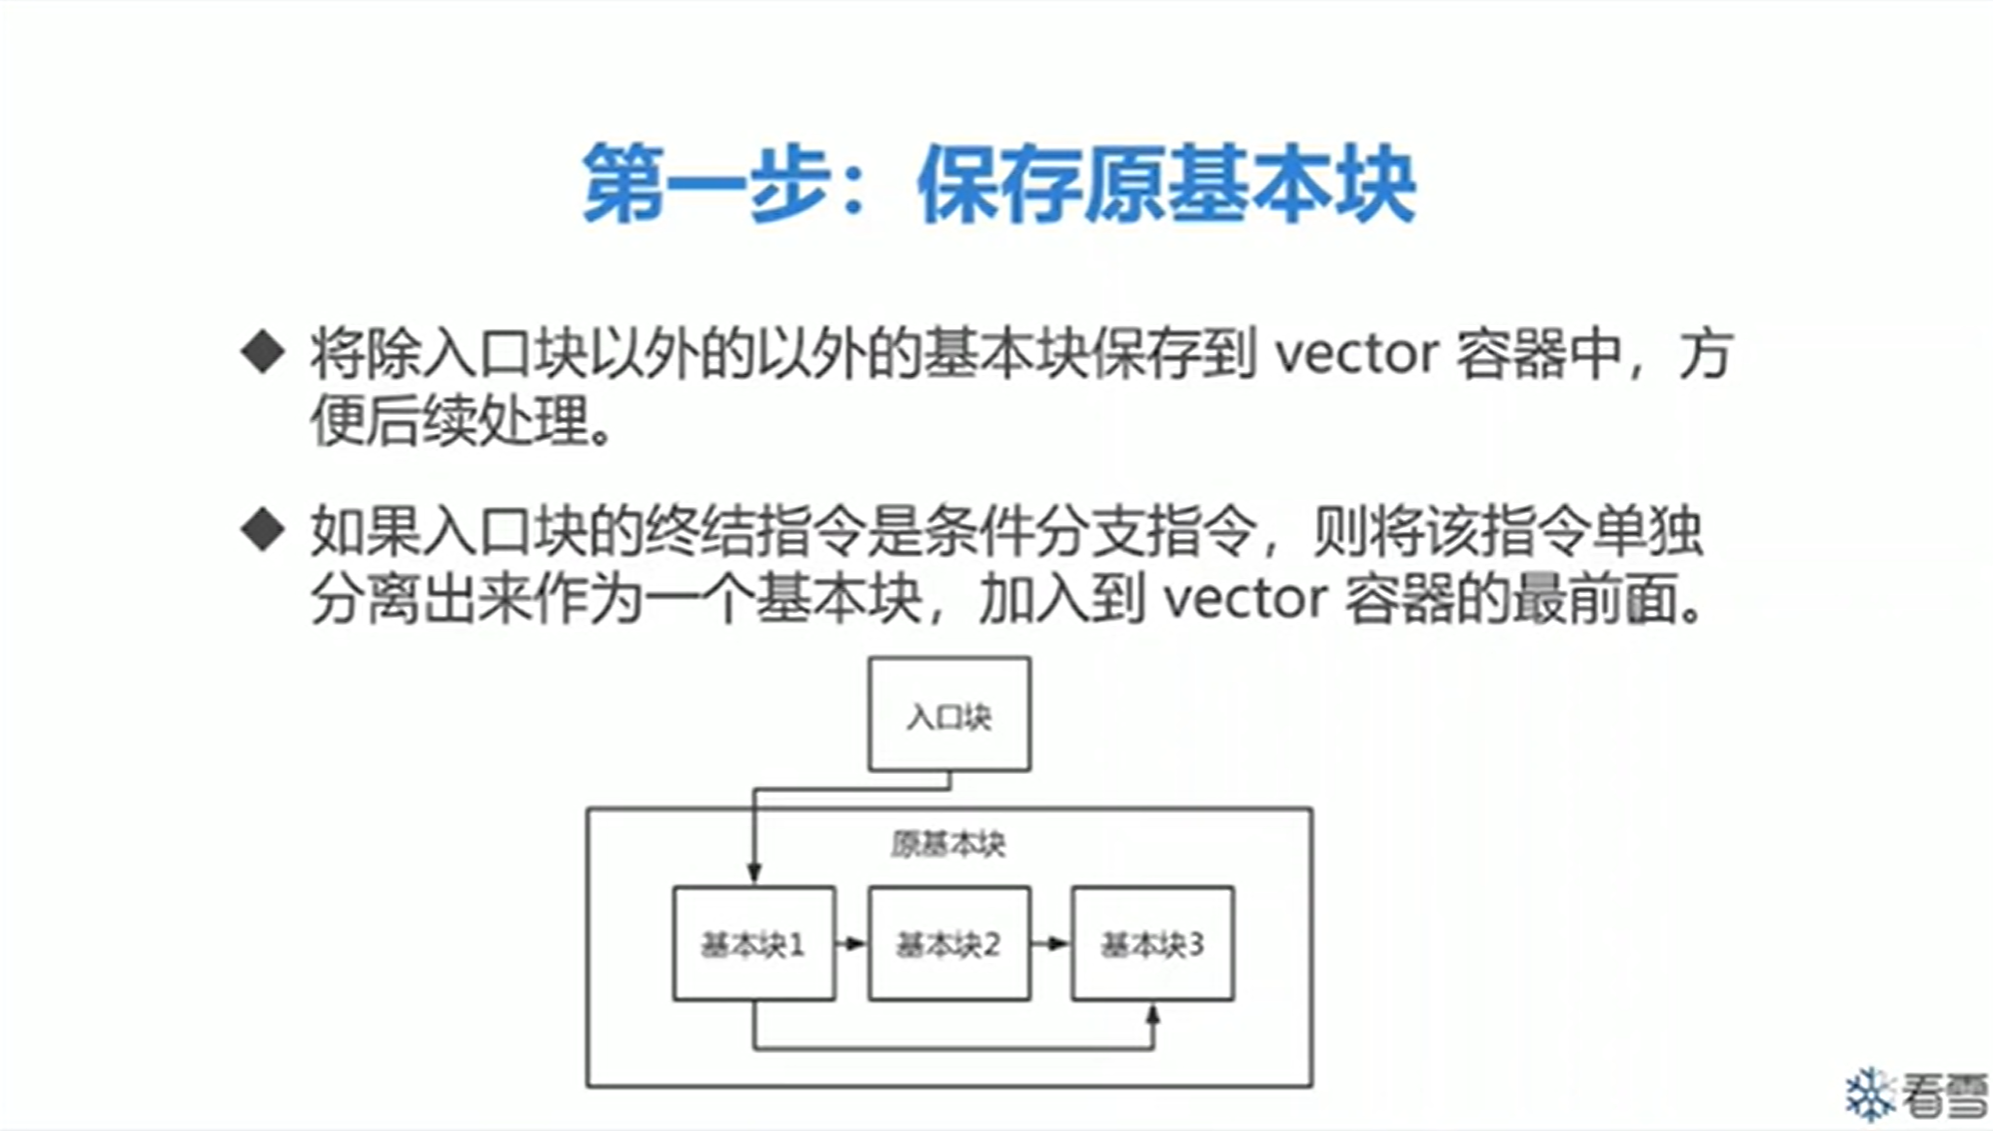 第一步：保存原基本块
◆ 将除入口块以外的以外的基本块保存到 vector 容器中，方
便后续处理。
◆ 如果入口块的终结指令是条件分支指令，则将该指令单独
分离出来作为一个基本块，加入到 vector 容器的最前面。
入口块
原基本块
基本块1
基本块2
基本块3
看雪